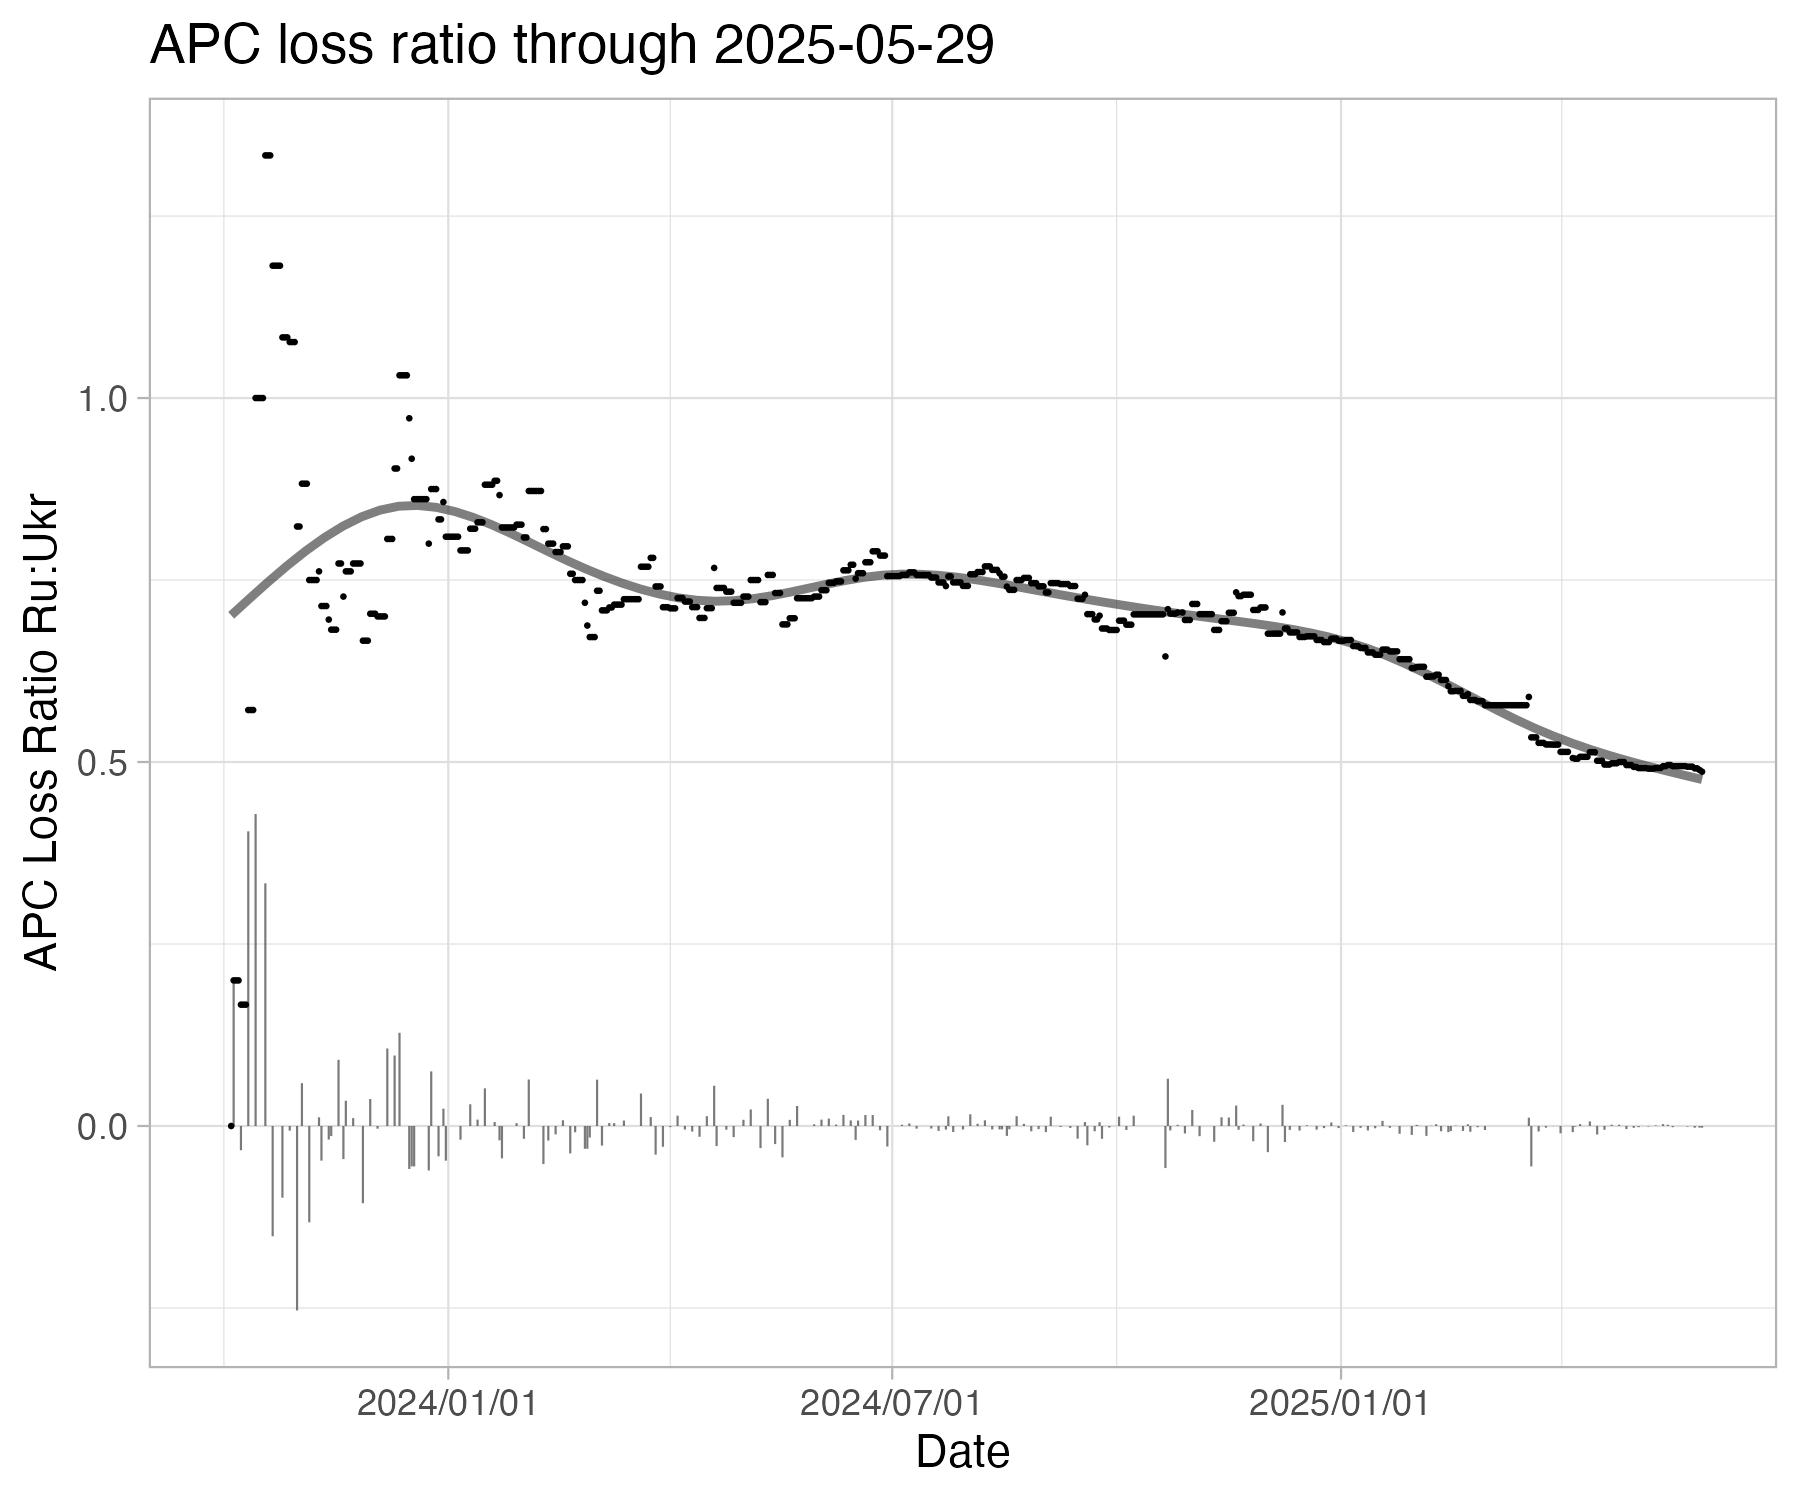 APC loss ratio through 2025-05-29
APC Loss Ratio Ru:Ukr
1.0
0.5
0.0
2024/01/01
2024/07/01
2025/01/01
Date